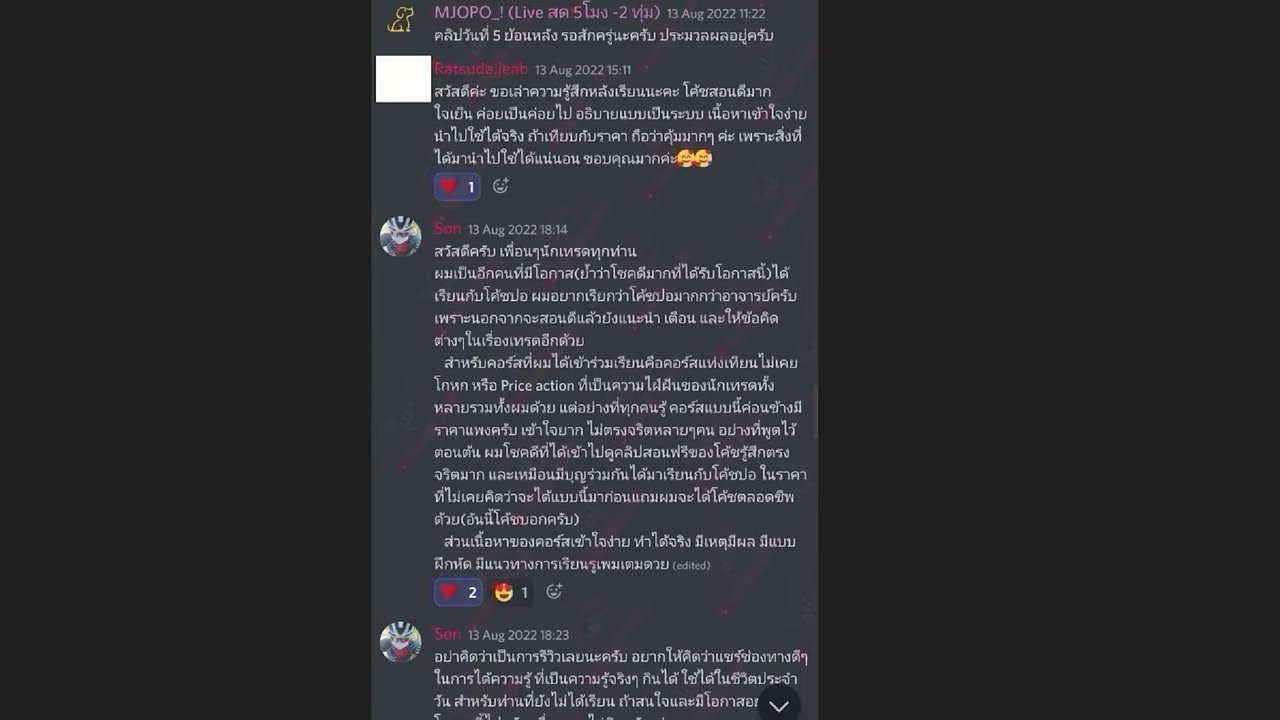 MJOPO_! (Live สด 5โมง -2 ทุ่ม) 13 Aug 2022 11:22
คลิปวันที่ 5 ย้อนหลัง รอสักครู่นะครับ ประมวลผลอยู่ครับ
Ratsuda.jeab 13 Aug 2022 15:11
สวัสดีค่ะ ขอเล่าความรู้สึกหลังเรียนนะคะ โค้ชสอนดีมาก
ใจเย็น ค่อยเป็นค่อยไป อธิบายแบบเป็นระบบ เนื้อหาเข้าใจง่าย
นำไปใช้ได้จริง ถ้าเทียบกับราคา ถือว่าคุ้มมากๆ ค่ะ เพราะสิ่งที่
ได้มานำไปใช้ได้แน่นอน ขอบคุณมากค่ะ🥰🥰
❤️ 1
Son 13 Aug 2022 18:14
สวัสดีครับ เพื่อนๆนักเทรดทุกท่าน
ผมเป็นอีกคนที่มีโอกาส(ย้ำว่าโชคดีมากที่ได้รับโอกาสนี้)ได้
เรียนกับโค้ชปอ ผมอยากเรียกว่าโค้ชปอมากกว่าอาจารย์ครับ
เพราะนอกจากจะสอนดีแล้วยังแนะนำ เตือน และให้ข้อคิด
ต่างๆในเรื่องเทรดอีกด้วย
สำหรับคอร์สที่ผมได้เข้าร่วมเรียนคือคอร์สแท่งเทียนไม่เคย
โกหก หรือ Price action ที่เป็นความใฝ่ฝันของนักเทรดทั้ง
หลายรวมทั้งผมด้วย แต่อย่างที่ทุกคนรู้ คอร์สแบบนี้ค่อนข้างมี
ราคาแพงครับ เข้าใจยาก ไม่ตรงจริตหลายๆคน อย่างที่พูดไว้
ตอนต้น ผมโชคดีที่ได้เข้าไปดูคลิปสอนฟรีของโค้ชรู้สึกตรง
จริตมาก และเหมือนมีบุญร่วมกันได้มาเรียนกับโค้ชปอ ในราคา
ที่ไม่เคยคิดว่าจะได้แบบนี้มาก่อนแถมผมจะได้โค้ชตลอดชีพ
ด้วย(อันนี้โค้ชบอกครับ)
ส่วนเนื้อหาของคอร์สเข้าใจง่าย ทำได้จริง มีเหตุมีผล มีแบบ
ฝึกหัด มีแนวทางการเรียนรู้เพิ่มเติมด้วย (edited)
❤️ 2 😍 1
Son 13 Aug 2022 18:23
อย่าคิดว่าเป็นการรีวิวเลยนะครับ อยากให้คิดว่าแชร์ช่องทางดีๆ
ในการได้ความรู้ ที่เป็นความรู้จริงๆ กินได้ ใช้ได้ในชีวิตประจำ
วัน สำหรับท่านที่ยังไม่ได้เรียน ถ้าสนใจและมีโอกาส